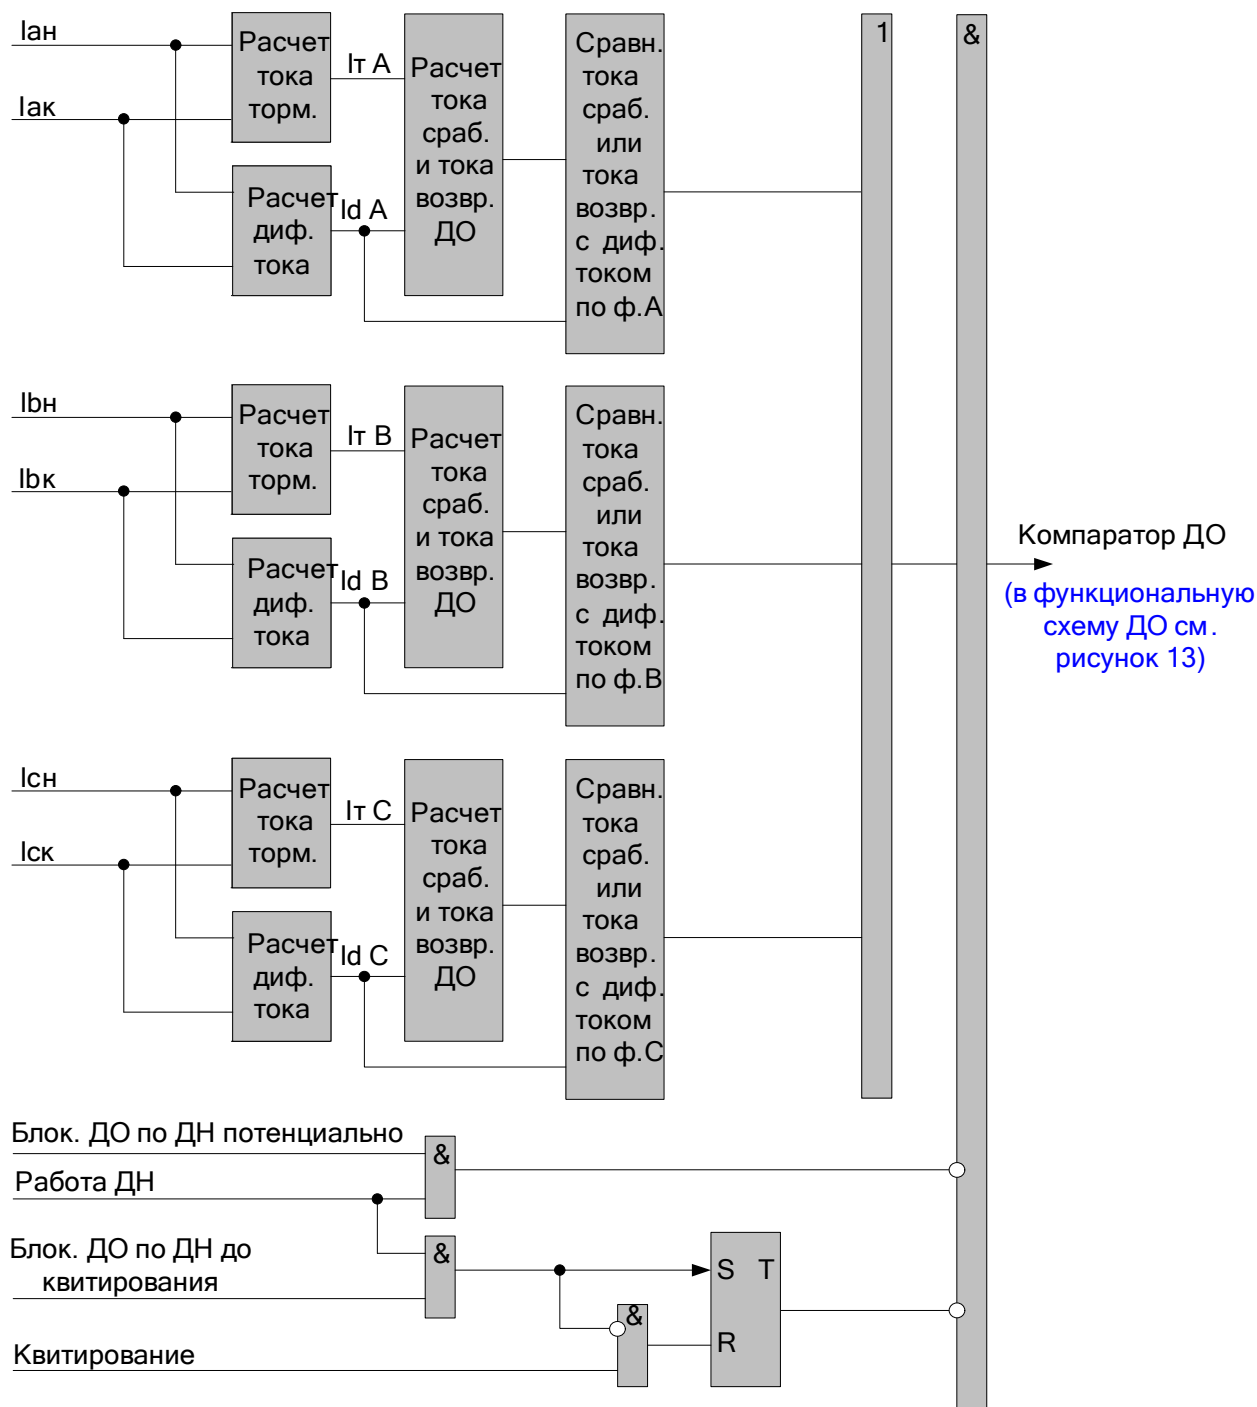 Iан
Iак
Расчет
тока
торм.
Iт А
Расчет
диф.
тока
Id A
Расчет
тока
сраб.
и тока
возвр.
ДО
Сравн.
тока
сраб.
или
тока
возвр.
с диф.
током
по ф.А
1
&
Ibн
Ibк
Расчет
тока
торм.
Iт В
Расчет
диф.
тока
Id B
Расчет
тока
сраб.
и тока
возвр.
ДО
Сравн.
тока
сраб.
или
тока
возвр.
с диф.
током
по ф.В
Компаратор ДО
(в функциональную
схему ДО см.
рисунок 13)
Iсн
Iск
Расчет
тока
торм.
Iт С
Расчет
диф.
тока
Id C
Расчет
тока
сраб.
и тока
возвр.
ДО
Сравн.
тока
сраб.
или
тока
возвр.
с диф.
током
по ф.С
Блок. ДО по ДН потенциально
&
Работа ДН
Блок. ДО по ДН до
квитирования
&
S T
&
R
Квитирование